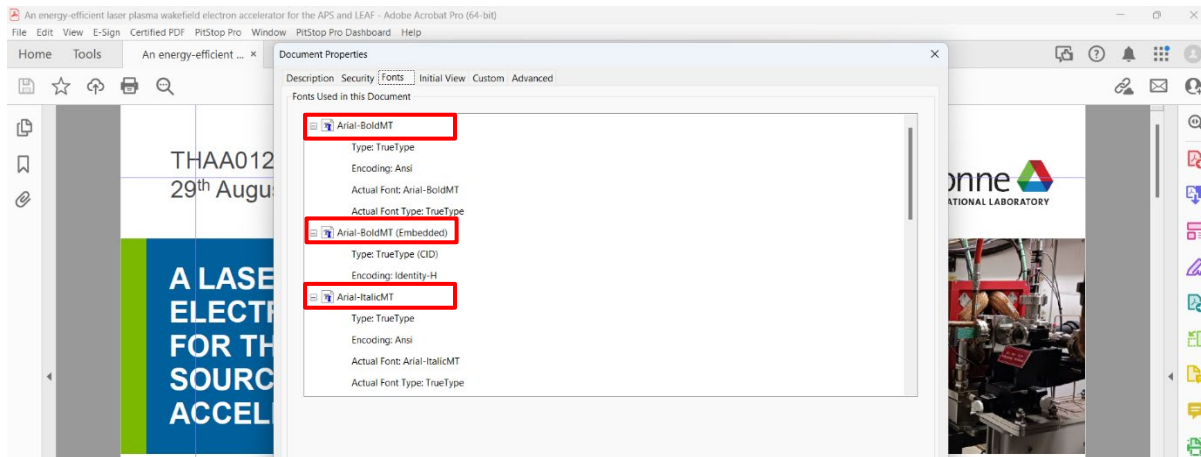 An energy-efficient laser plasma wakefield electron accelerator for the APS and LEAF - Adobe Acrobat Pro (64-bit)
File Edit View E-Sign Certified PDF PitStop Pro Window PitStop Pro Dashboard Help
Home Tools An energy-efficient ... × Document Properties
Description Security Fonts Initial View Custom Advanced
Fonts Used in this Document
Arial-BoldMT
Type: TrueType
Encoding: Ansi
Actual Font: Arial-BoldMT
Actual Font Type: TrueType
Arial-BoldMT (Embedded)
Type: TrueType (CID)
Encoding: Identity-H
Arial-ItalicMT
Type: TrueType
Encoding: Ansi
Actual Font: Arial-ItalicMT
Actual Font Type: TrueType
THAA012
29th Augu
onne
ATIONAL LABORATORY
A LASE
ELECTR
FOR TH
SOURC
ACCEL